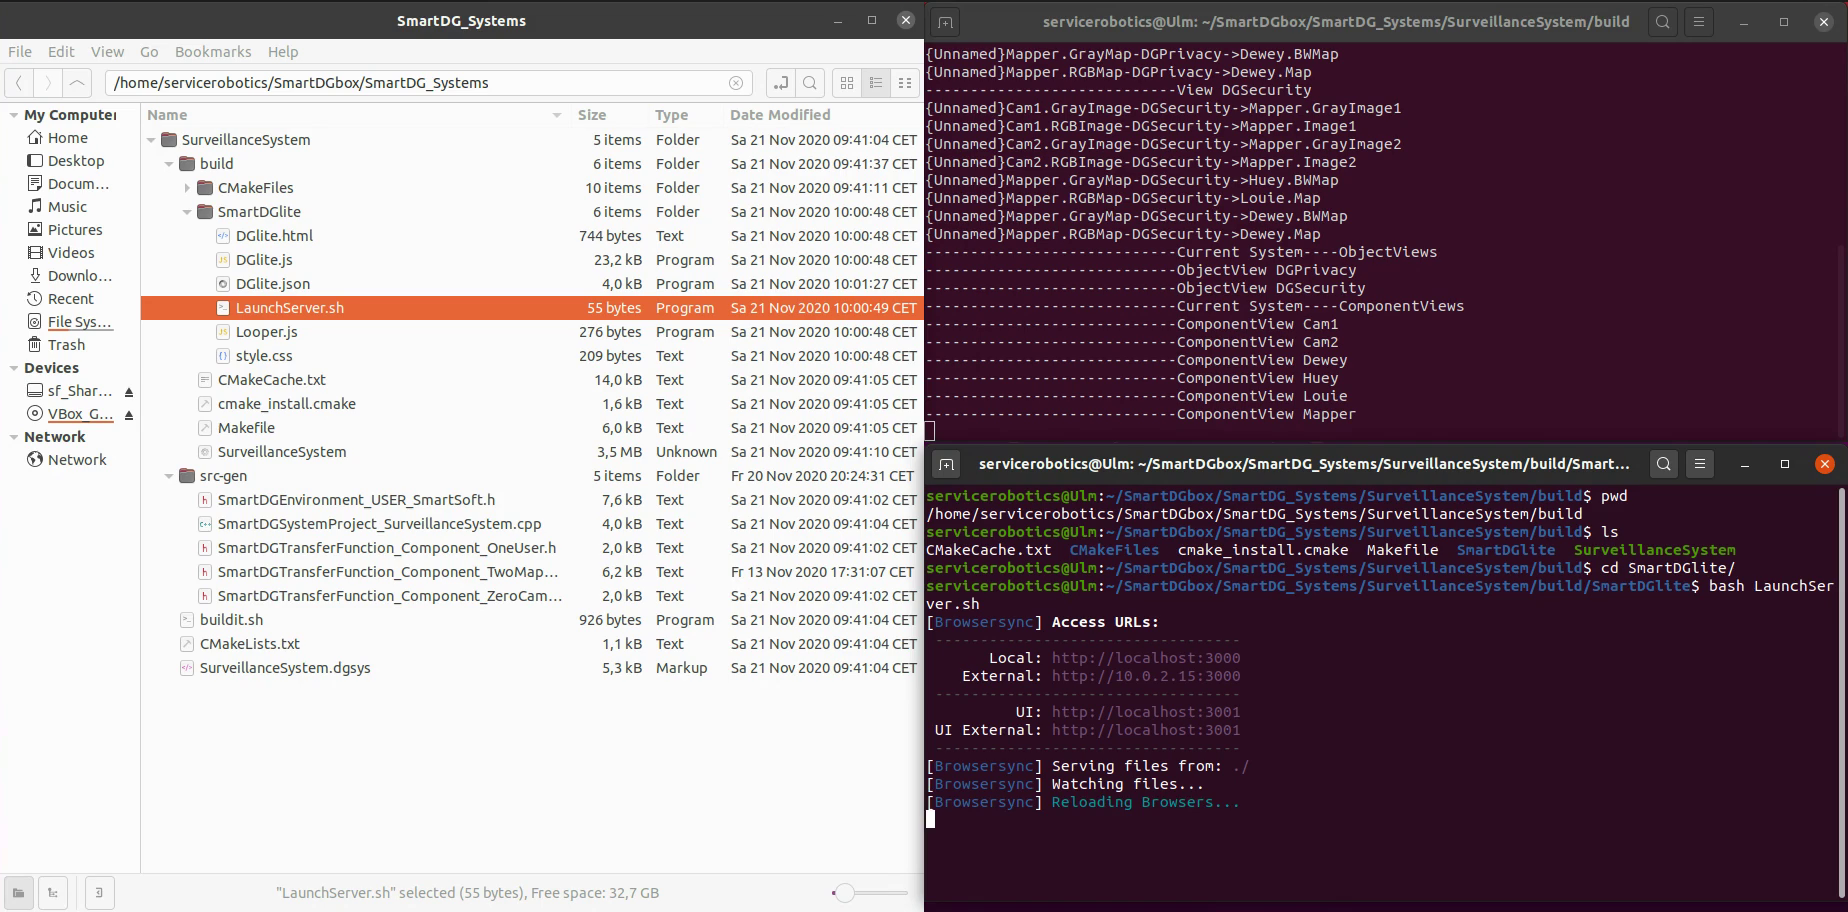 SmartDG_Systems
File Edit View Go Bookmarks Help
/home/servicerobotics/SmartDGbox/SmartDG_Systems
My Computer
Home
Desktop
Docum...
Music
Pictures
Videos
Downlo...
Recent
File Sys...
Trash
Devices
sf_Shar...
VBox_G...
Network
Network
Name Size Type Date Modified
SurveillanceSystem 5 items Folder Sa 21 Nov 2020 09:41:04 CET
build 6 items Folder Sa 21 Nov 2020 09:41:37 CET
CMakeFiles 10 items Folder Sa 21 Nov 2020 09:41:11 CET
SmartDGlite 6 items Folder Sa 21 Nov 2020 10:00:48 CET
DGlite.html 744 bytes Text Sa 21 Nov 2020 10:00:48 CET
DGlite.js 23,2 kB Program Sa 21 Nov 2020 10:00:48 CET
DGlite.json 4,0 kB Program Sa 21 Nov 2020 10:01:27 CET
LaunchServer.sh 55 bytes Program Sa 21 Nov 2020 10:00:49 CET
Looper.js 276 bytes Program Sa 21 Nov 2020 10:00:48 CET
style.css 209 bytes Text Sa 21 Nov 2020 10:00:48 CET
CMakeCache.txt 14,0 kB Text Sa 21 Nov 2020 09:41:05 CET
cmake_install.cmake 1,6 kB Text Sa 21 Nov 2020 09:41:05 CET
Makefile 6,0 kB Text Sa 21 Nov 2020 09:41:05 CET
SurveillanceSystem 3,5 MB Unknown Sa 21 Nov 2020 09:41:10 CET
src-gen 5 items Folder Fr 20 Nov 2020 20:24:31 CET
SmartDGEnvironment_USER_SmartSoft.h 7,6 kB Text Sa 21 Nov 2020 09:41:02 CET
SmartDGSystemProject_SurveillanceSystem.cpp 4,0 kB Text Sa 21 Nov 2020 09:41:04 CET
SmartDGTransferFunction_Component_OneUser.h 2,0 kB Text Sa 21 Nov 2020 09:41:02 CET
SmartDGTransferFunction_Component_TwoMap... 6,2 kB Text Fr 13 Nov 2020 17:31:07 CET
SmartDGTransferFunction_Component_ZeroCam... 2,0 kB Text Sa 21 Nov 2020 09:41:02 CET
buildit.sh 926 bytes Program Sa 21 Nov 2020 09:41:04 CET
CMakeLists.txt 1,1 kB Text Sa 21 Nov 2020 09:41:04 CET
SurveillanceSystem.dgsys 5,3 kB Markup Sa 21 Nov 2020 09:41:04 CET
"LaunchServer.sh" selected (55 bytes), Free space: 32,7 GB
servicerobotics@Ulm: ~/SmartDGbox/SmartDG_Systems/SurveillanceSystem/build
{Unnamed}Mapper.GrayMap-DGPrivacy->Dewey.BWMap
{Unnamed}Mapper.RGBMap-DGPrivacy->Dewey.Map
----------------------------View DGSecurity
{Unnamed}Cam1.GrayImage-DGSecurity->Mapper.GrayImage1
{Unnamed}Cam1.RGBImage-DGSecurity->Mapper.Image1
{Unnamed}Cam2.GrayImage-DGSecurity->Mapper.GrayImage2
{Unnamed}Cam2.RGBImage-DGSecurity->Mapper.Image2
{Unnamed}Mapper.GrayMap-DGSecurity->Huey.BWMap
{Unnamed}Mapper.RGBMap-DGSecurity->Louie.Map
{Unnamed}Mapper.GrayMap-DGSecurity->Dewey.BWMap
{Unnamed}Mapper.RGBMap-DGSecurity->Dewey.Map
----------------------------Current System----ObjectViews
----------------------------ObjectView DGPrivacy
----------------------------ObjectView DGSecurity
----------------------------Current System----ComponentViews
----------------------------ComponentView Cam1
----------------------------ComponentView Cam2
----------------------------ComponentView Dewey
----------------------------ComponentView Huey
----------------------------ComponentView Louie
----------------------------ComponentView Mapper
servicerobotics@Ulm: ~/SmartDGbox/SmartDG_Systems/SurveillanceSystem/build/Smart...
servicerobotics@Ulm:~/SmartDGbox/SmartDG_Systems/SurveillanceSystem/build$ pwd
/home/servicerobotics/SmartDGbox/SmartDG_Systems/SurveillanceSystem/build
servicerobotics@Ulm:~/SmartDGbox/SmartDG_Systems/SurveillanceSystem/build$ ls
CMakeCache.txt CMakeFiles cmake_install.cmake Makefile SmartDGlite SurveillanceSystem
servicerobotics@Ulm:~/SmartDGbox/SmartDG_Systems/SurveillanceSystem/build$ cd SmartDGlite/
servicerobotics@Ulm:~/SmartDGbox/SmartDG_Systems/SurveillanceSystem/build/SmartDGlite$ bash LaunchSer
ver.sh
[Browsersync] Access URLs:
----------------------------------
Local: http://localhost:3000
External: http://10.0.2.15:3000
----------------------------------
UI: http://localhost:3001
UI External: http://localhost:3001
----------------------------------
[Browsersync] Serving files from: ./
[Browsersync] Watching files...
[Browsersync] Reloading Browsers...